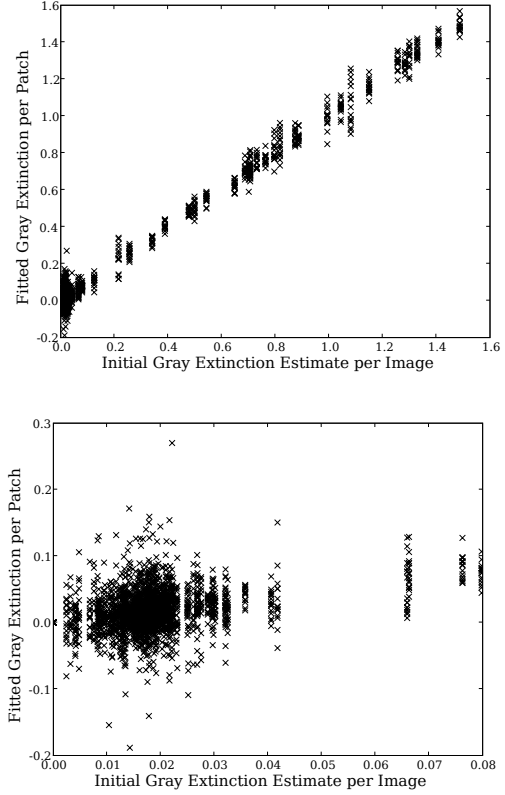 1.6
1.4
1.2
1.0
0.8
0.6
0.4
0.2
0.0
-0.2
Fitted Gray Extinction per Patch
0.0 0.2 0.4 0.6 0.8 1.0 1.2 1.4 1.6
Initial Gray Extinction Estimate per Image
0.3
0.2
0.1
0.0
-0.1
-0.2
Fitted Gray Extinction per Patch
0.00 0.01 0.02 0.03 0.04 0.05 0.06 0.07 0.08
Initial Gray Extinction Estimate per Image